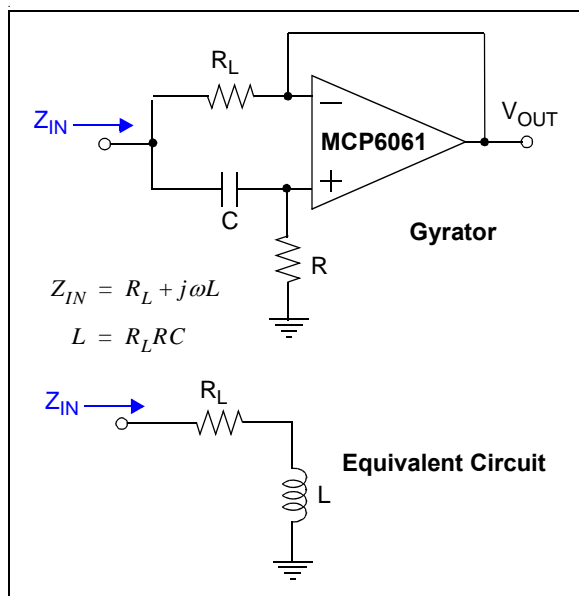 R_L
Z_IN
V_OUT
−
MCP6061
+
C
Gyrator
R
Z_IN = R_L + jωL
L = R_L RC
R_L
Z_IN
Equivalent Circuit
L